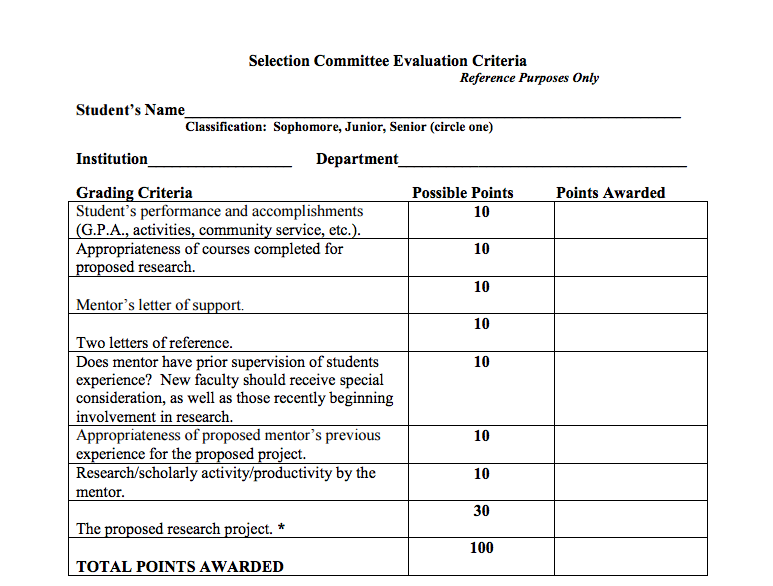 Selection Committee Evaluation Criteria
Reference Purposes Only
Student's Name
Classification: Sophomore, Junior, Senior (circle one)
Institution Department
Grading Criteria Possible Points Points Awarded
Student's performance and accomplishments 10
(G.P.A., activities, community service, etc.).
Appropriateness of courses completed for 10
proposed research.
10
Mentor's letter of support.
10
Two letters of reference.
Does mentor have prior supervision of students 10
experience? New faculty should receive special
consideration, as well as those recently beginning
involvement in research.
Appropriateness of proposed mentor's previous 10
experience for the proposed project.
Research/scholarly activity/productivity by the 10
mentor.
30
The proposed research project. *
100
TOTAL POINTS AWARDED